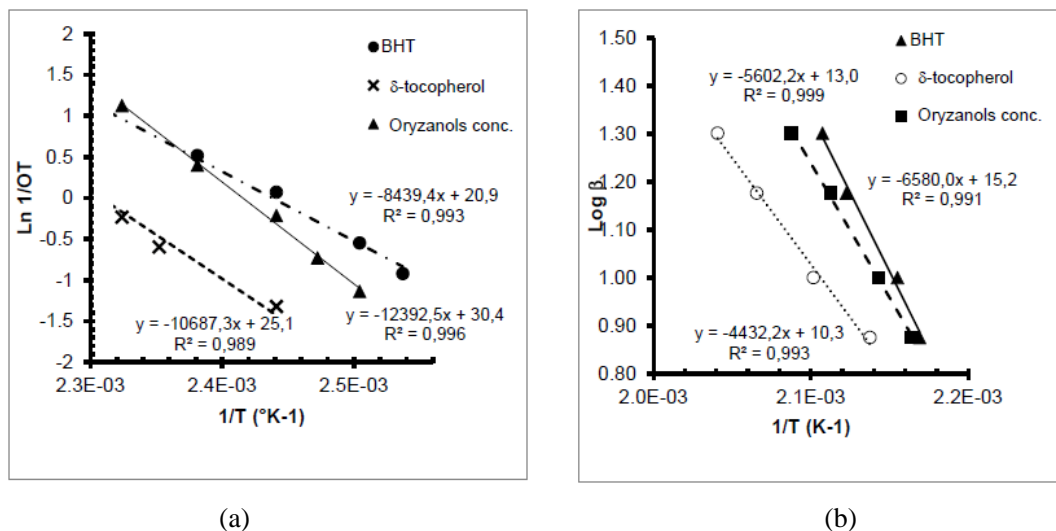 2
1.5
1
0.5
0
-0.5
-1
-1.5
-2
Ln 1/OT
BHT
δ-tocopherol
Oryzanols conc.
y = -8439,4x + 20,9
R² = 0,993
y = -10687,3x + 25,1
R² = 0,989
y = -12392,5x + 30,4
R² = 0,996
2.3E-03
2.4E-03
2.5E-03
1/T (°K-1)
(a)
1.50
1.40
1.30
1.20
1.10
1.00
0.90
0.80
Log β
BHT
δ-tocopherol
Oryzanols conc.
y = -5602,2x + 13,0
R² = 0,999
y = -6580,0x + 15,2
R² = 0,991
y = -4432,2x + 10,3
R² = 0,993
2.0E-03
2.1E-03
2.2E-03
1/T (K-1)
(b)